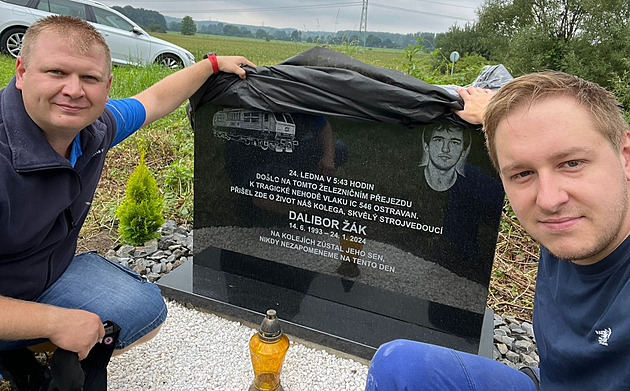 24. LEDNA V 5:43 HODIN
DOŠLO NA TOMTO ŽELEZNIČNÍM PŘEJEZDU
K TRAGICKÉ NEHODĚ VLAKU IC 546 OSTRAVAN.
PŘIŠEL ZDE O ŽIVOT NÁŠ KOLEGA, SKVĚLÝ STROJVEDOUCÍ
DALIBOR ŽÁK
14. 6. 1993 – 24. 1. 2024
NA KOLEJÍCH ZŮSTAL JEHO SEN,
NIKDY NEZAPOMENEME NA TENTO DEN